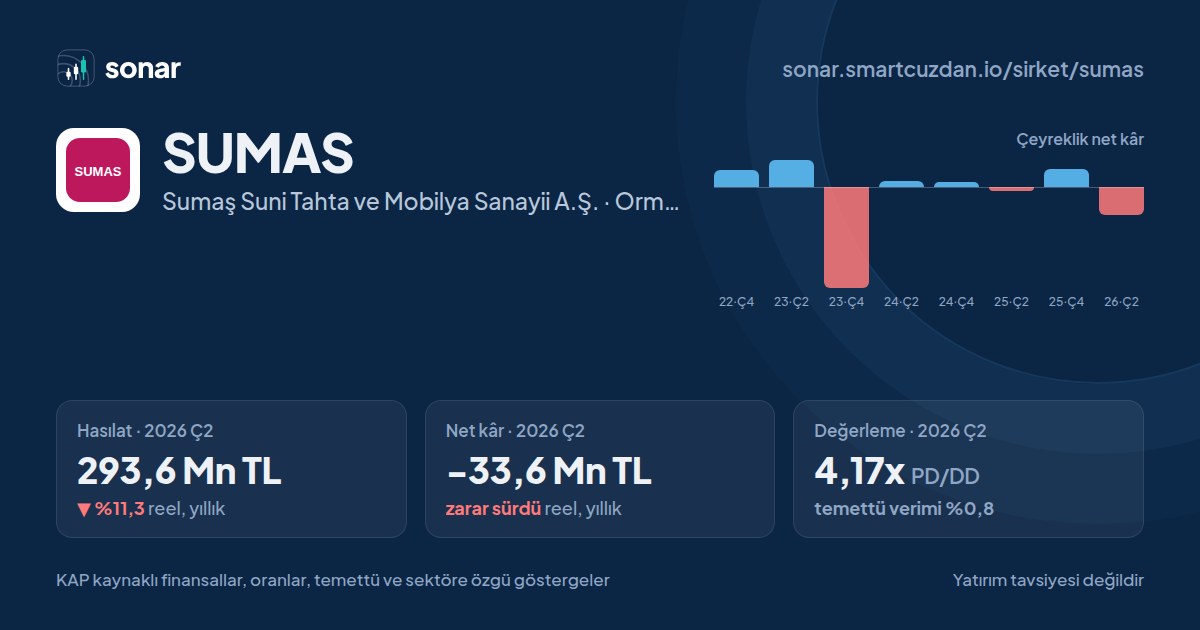 sonar
sonar.smartcuzdan.io/sirket/sumas
SUMAS
SUMAS
Sumaş Suni Tahta ve Mobilya Sanayii A.Ş. · Orm…
Çeyreklik net kâr
22·Ç4 23·Ç2 23·Ç4 24·Ç2 24·Ç4 25·Ç2 25·Ç4 26·Ç2
Hasılat · 2026 Ç2
293,6 Mn TL
▼ %11,3 reel, yıllık
Net kâr · 2026 Ç2
-33,6 Mn TL
zarar sürdü reel, yıllık
Değerleme · 2026 Ç2
4,17x PD/DD
temettü verimi %0,8
KAP kaynaklı finansallar, oranlar, temettü ve sektöre özgü göstergeler
Yatırım tavsiyesi değildir